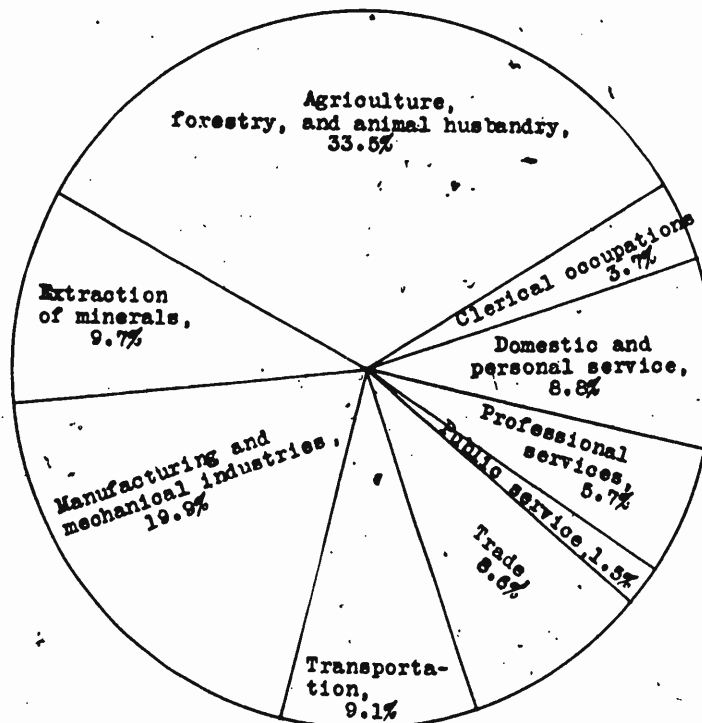 Agriculture,
forestry, and animal husbandry,
33.5%
Clerical occupations
3.7%
Extraction
of minerals,
9.7%
Domestic and
personal service,
8.8%
Professional
services,
5.7%
Public service, 1.5%
Manufacturing and
mechanical industries,
19.9%
Trade
8.6%
Transporta-
tion,
9.1%